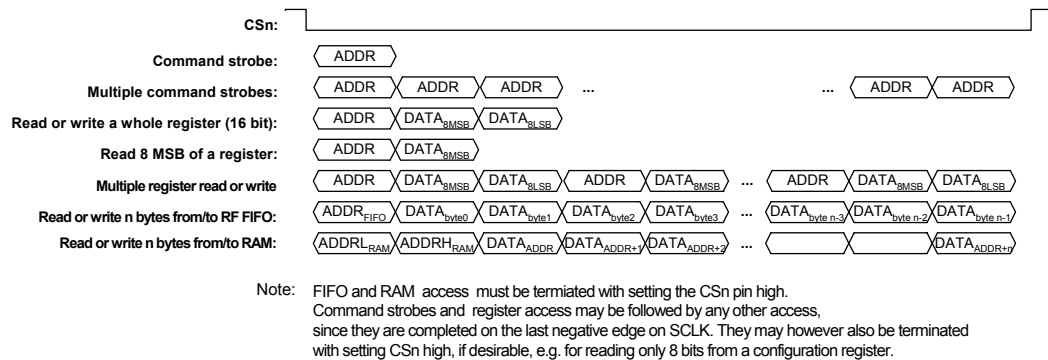 CSn:
Command strobe: ADDR
Multiple command strobes: ADDR ADDR ADDR ... ... ADDR ADDR
Read or write a whole register (16 bit): ADDR DATA8MSB DATA8LSB
Read 8 MSB of a register: ADDR DATA8MSB
Multiple register read or write ADDR DATA8MSB DATA8LSB ADDR DATA8MSB ... ADDR DATA8MSB DATA8LSB
Read or write n bytes from/to RF FIFO: ADDRFIFO DATAbyte0 DATAbyte1 DATAbyte2 DATAbyte3 ... DATAbyte n-3 DATAbyte n-2 DATAbyte n-1
Read or write n bytes from/to RAM: ADDRLRAM ADDRHRAM DATAADDR DATAADDR+1 DATAADDR+2 ... DATAADDR+n
Note: FIFO and RAM access must be termiated with setting the CSn pin high.
Command strobes and register access may be followed by any other access,
since they are completed on the last negative edge on SCLK. They may however also be terminated
with setting CSn high, if desirable, e.g. for reading only 8 bits from a configuration register.